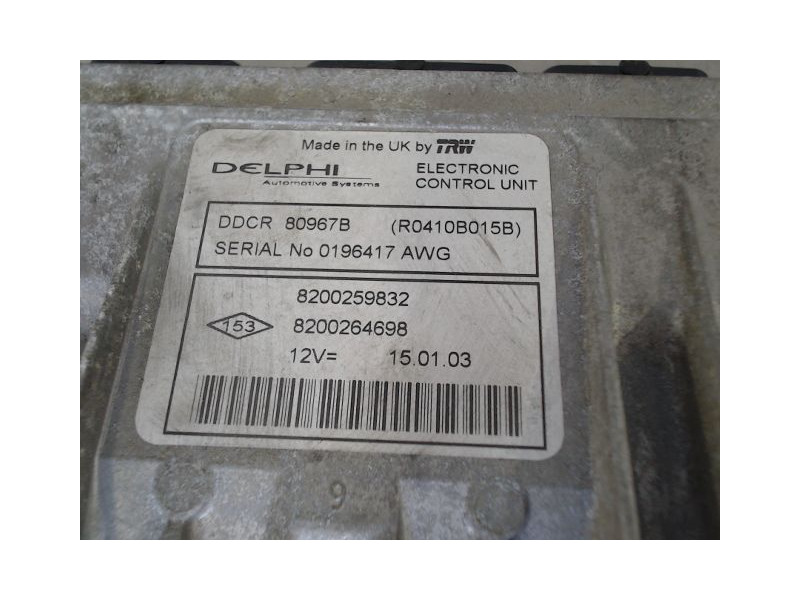 Made in the UK by TRW
DELPHI
Automotive Systems
ELECTRONIC
CONTROL UNIT
DDCR 80967B (R0410B015B)
SERIAL No 0196417 AWG
8200259832
153 8200264698
12V= 15.01.03
9